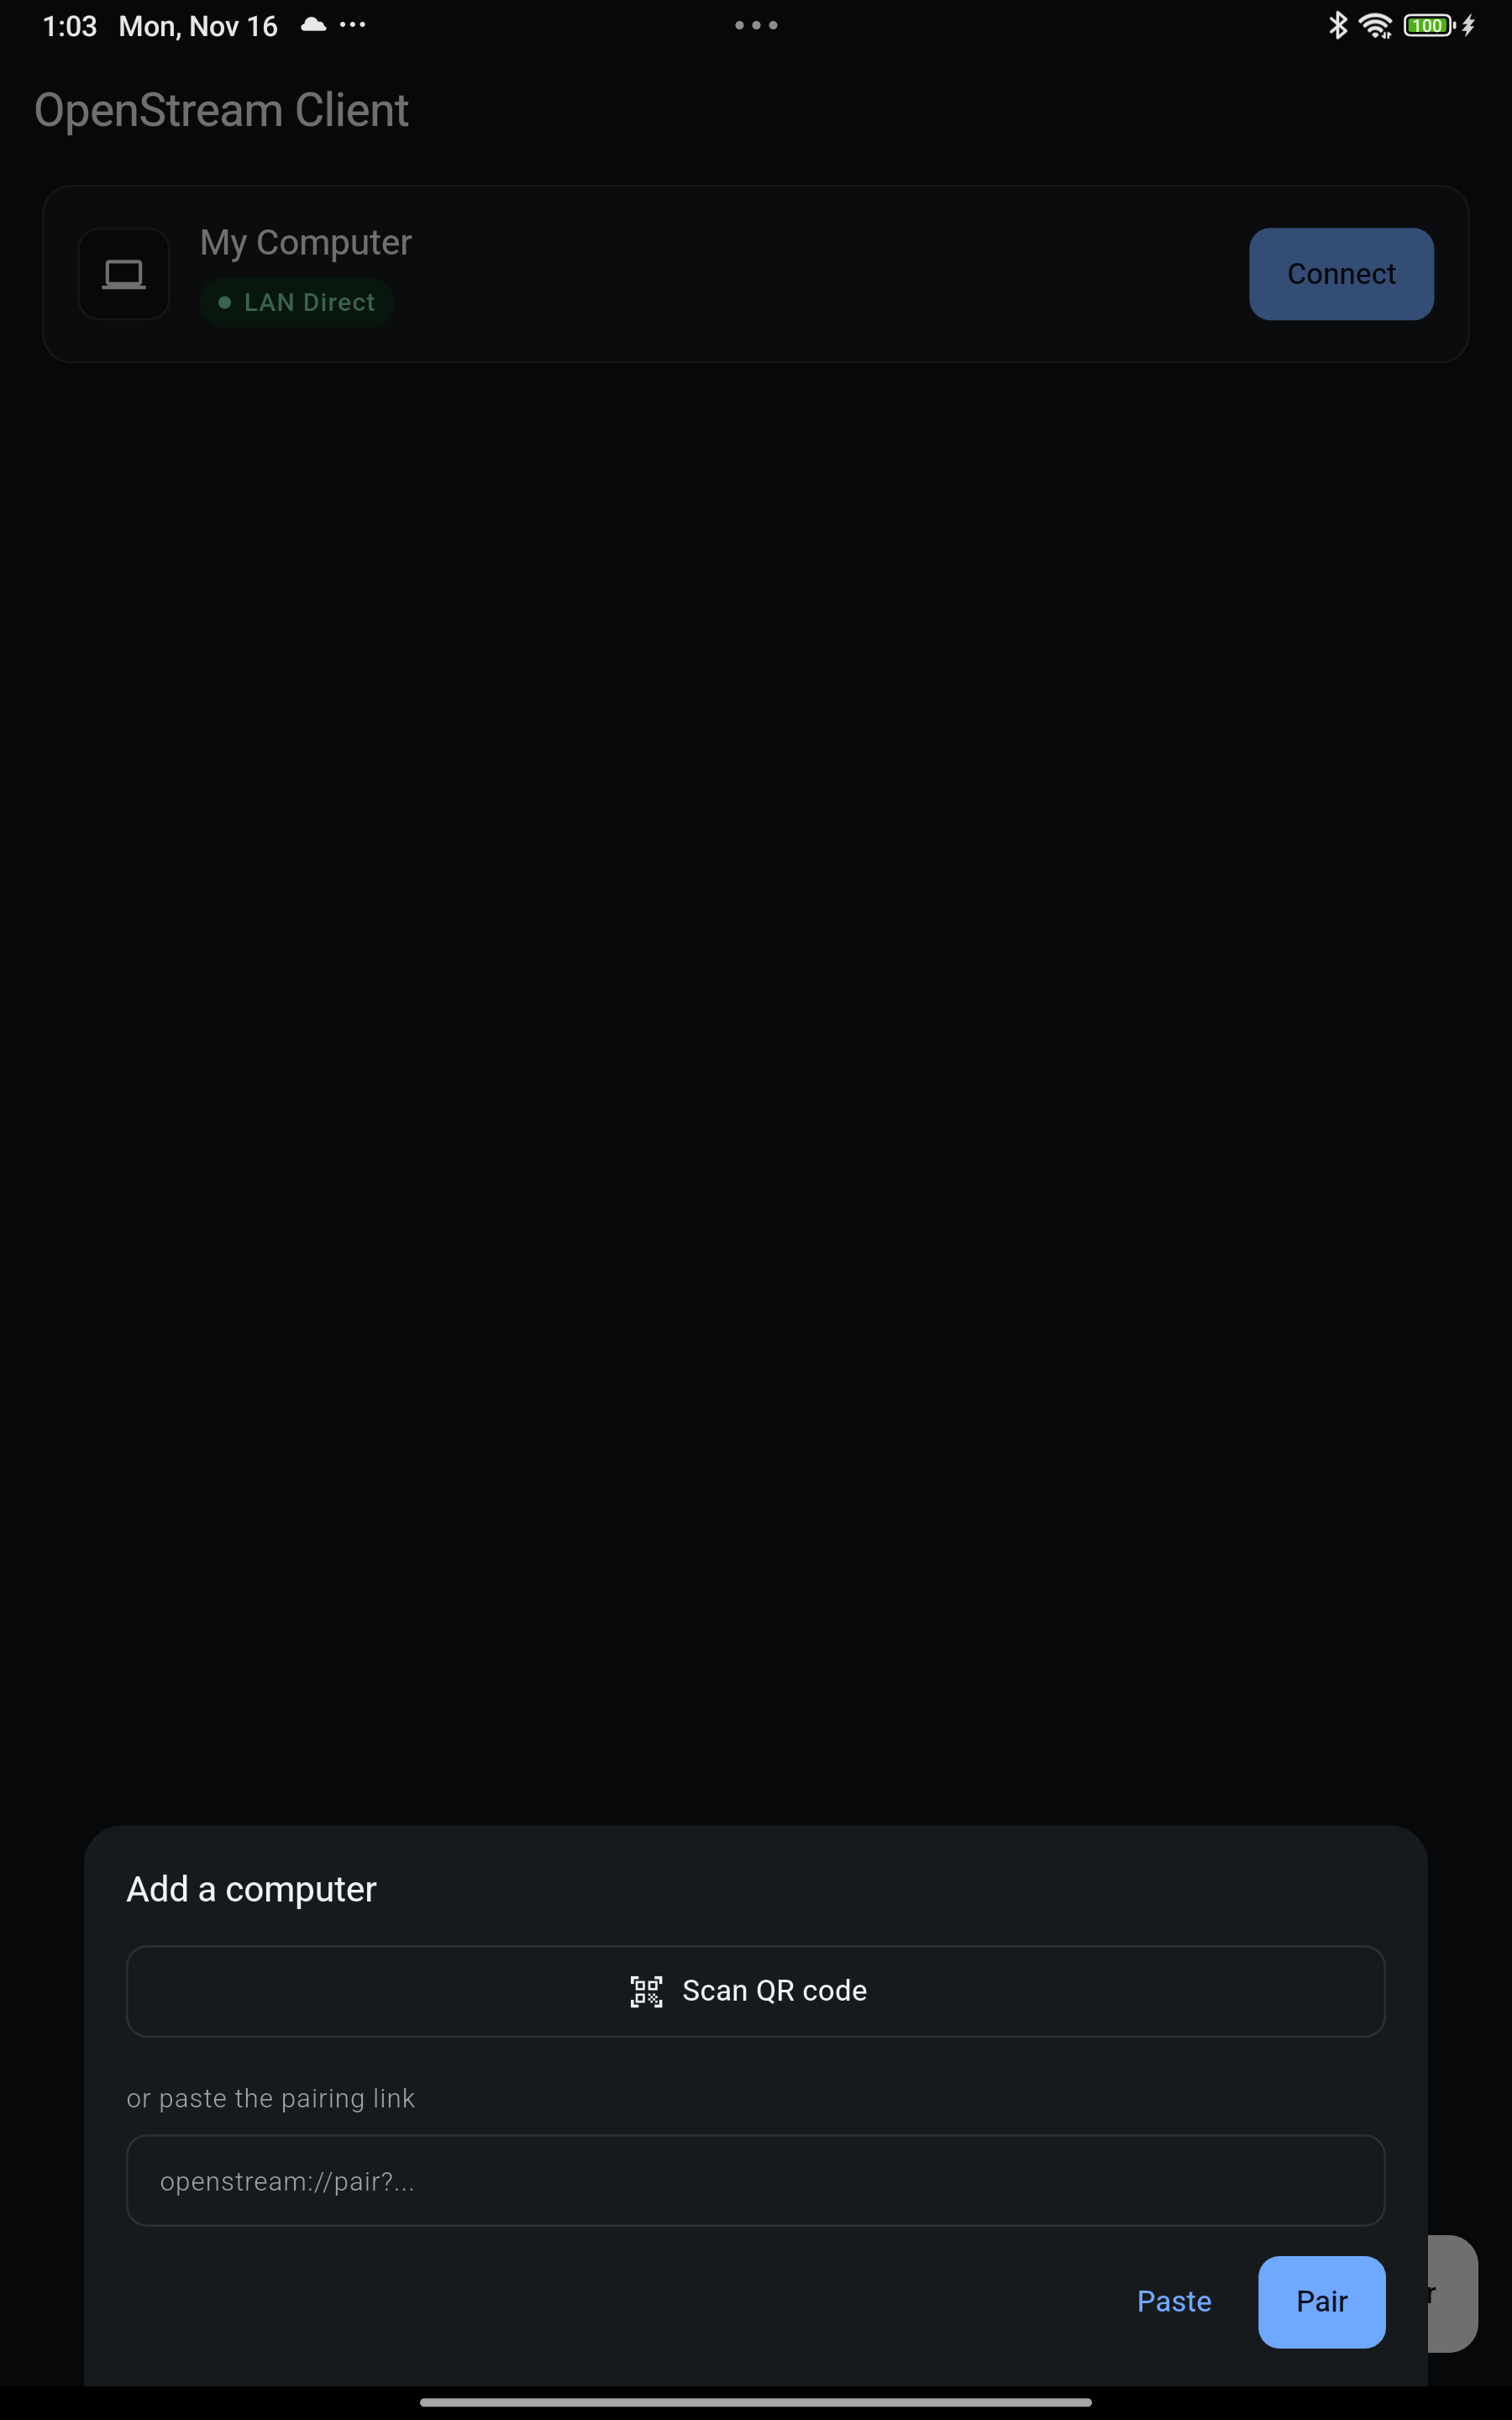 1:03 Mon, Nov 16
100
OpenStream Client
My Computer
LAN Direct
Connect
Add a computer
Scan QR code
or paste the pairing link
openstream://pair?...
Paste
Pair
r